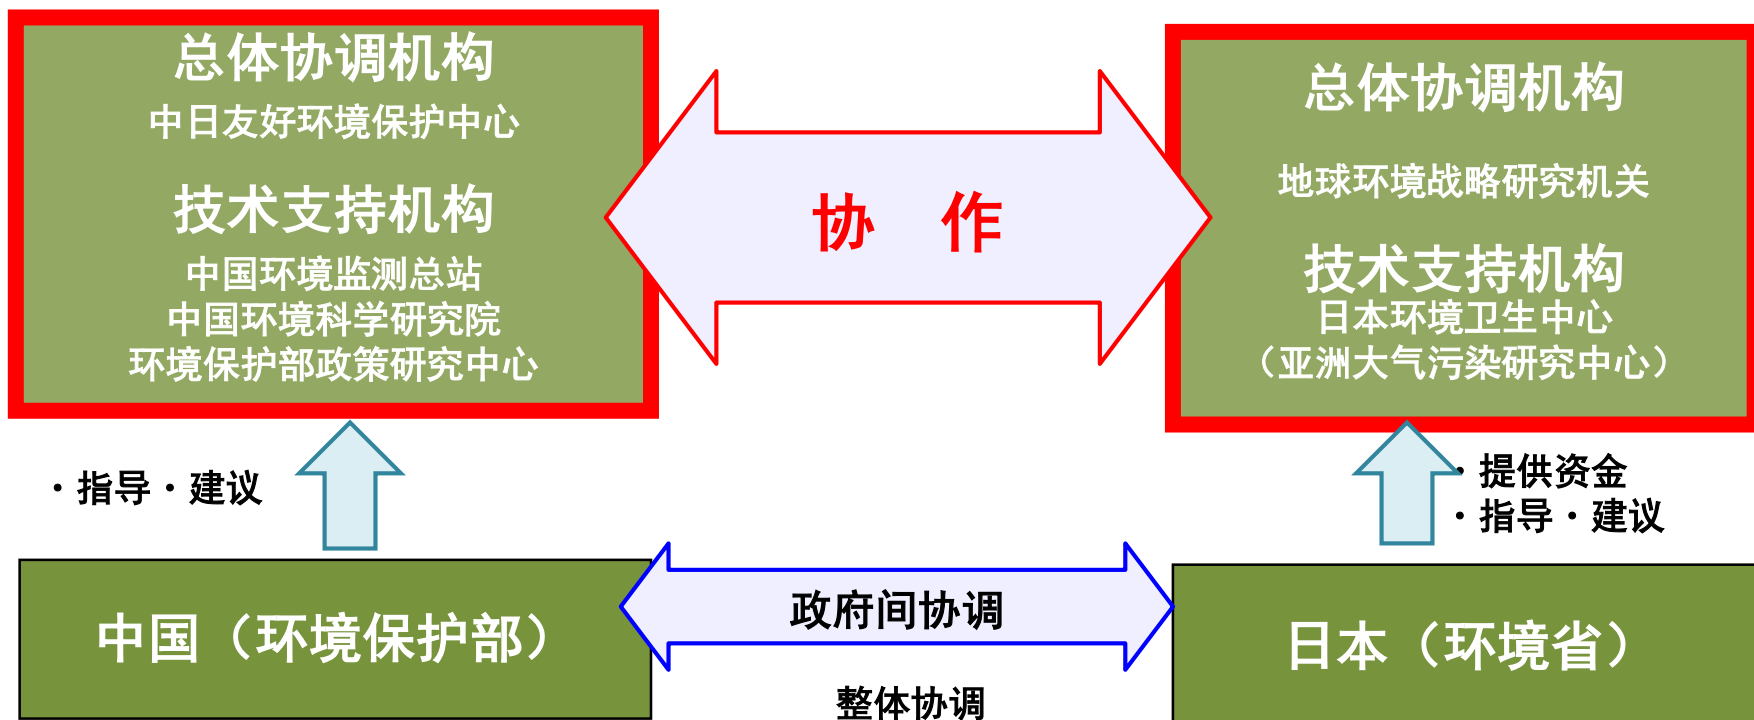 总体协调机构
中日友好环境保护中心
技术支持机构
中国环境监测总站
中国环境科学研究院
环境保护部政策研究中心
协 作
总体协调机构
地球环境战略研究机关
技术支持机构
日本环境卫生中心
（亚洲大气污染研究中心）
・指导・建议
・提供资金
・指导・建议
中国（环境保护部）
政府间协调
整体协调
日本（环境省）